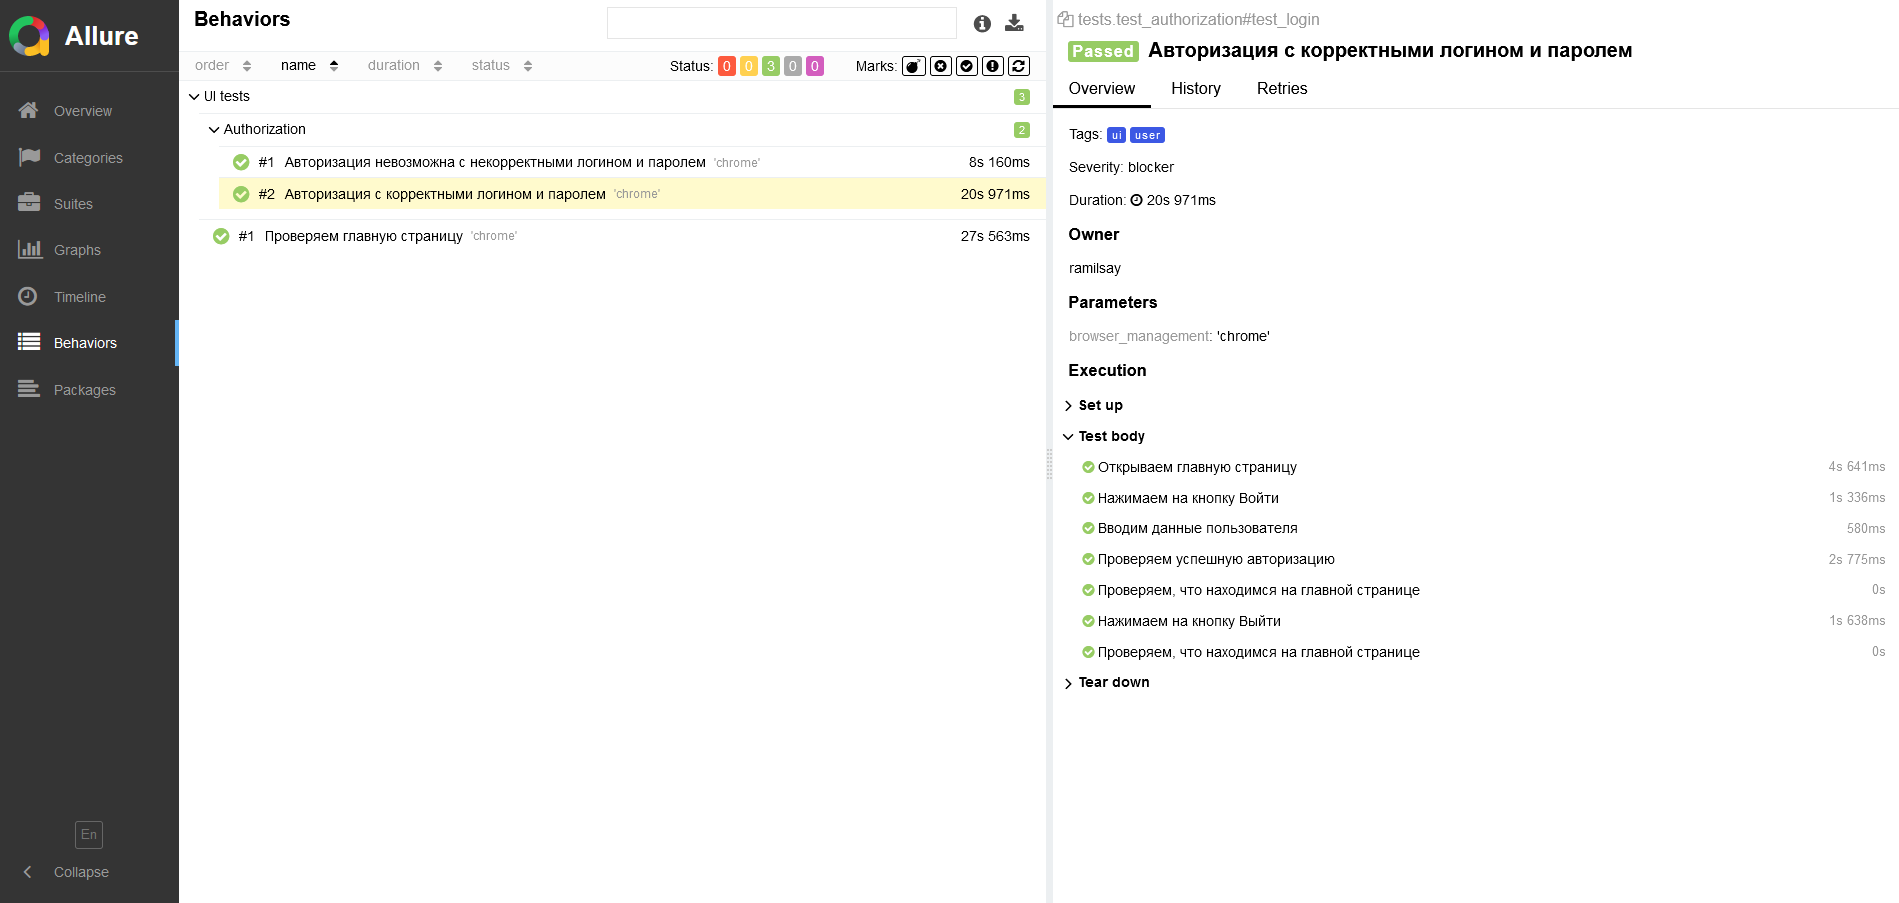 Allure
Overview
Categories
Suites
Graphs
Timeline
Behaviors
Packages
En
Collapse
Behaviors
order name duration status Status: 0 0 3 0 0 Marks:
UI tests 3
Authorization 2
#1 Авторизация невозможна с некорректными логином и паролем 'chrome' 8s 160ms
#2 Авторизация с корректными логином и паролем 'chrome' 20s 971ms
#1 Проверяем главную страницу 'chrome' 27s 563ms
tests.test_authorization#test_login
Passed Авторизация с корректными логином и паролем
Overview History Retries
Tags: ui user
Severity: blocker
Duration: 20s 971ms
Owner
ramilsay
Parameters
browser_management: 'chrome'
Execution
Set up
Test body
Открываем главную страницу 4s 641ms
Нажимаем на кнопку Войти 1s 336ms
Вводим данные пользователя 580ms
Проверяем успешную авторизацию 2s 775ms
Проверяем, что находимся на главной странице 0s
Нажимаем на кнопку Выйти 1s 638ms
Проверяем, что находимся на главной странице 0s
Tear down